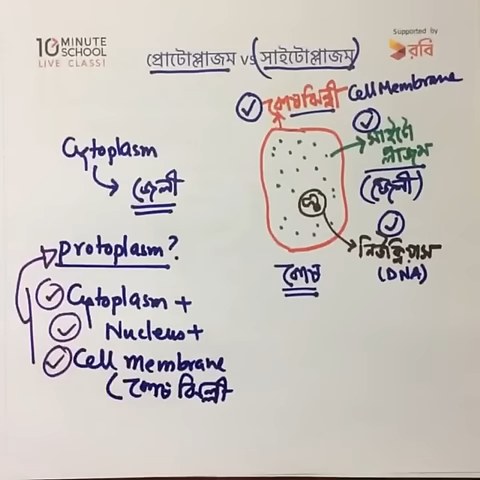 10 MINUTE SCHOOL
LIVE CLASS!
Supported by
রবি
প্রোটোপ্লাজম vs সাইটোপ্লাজম
কোষঝিল্লী Cell Membrane
Cytoplasm
জেলী
সাইটো
প্লাজম
(জেলী)
Protoplasm?
নিউক্লিয়াস
(DNA)
কোষ
Cytoplasm +
Nucleus +
Cell membrane
(কোষ ঝিল্লী